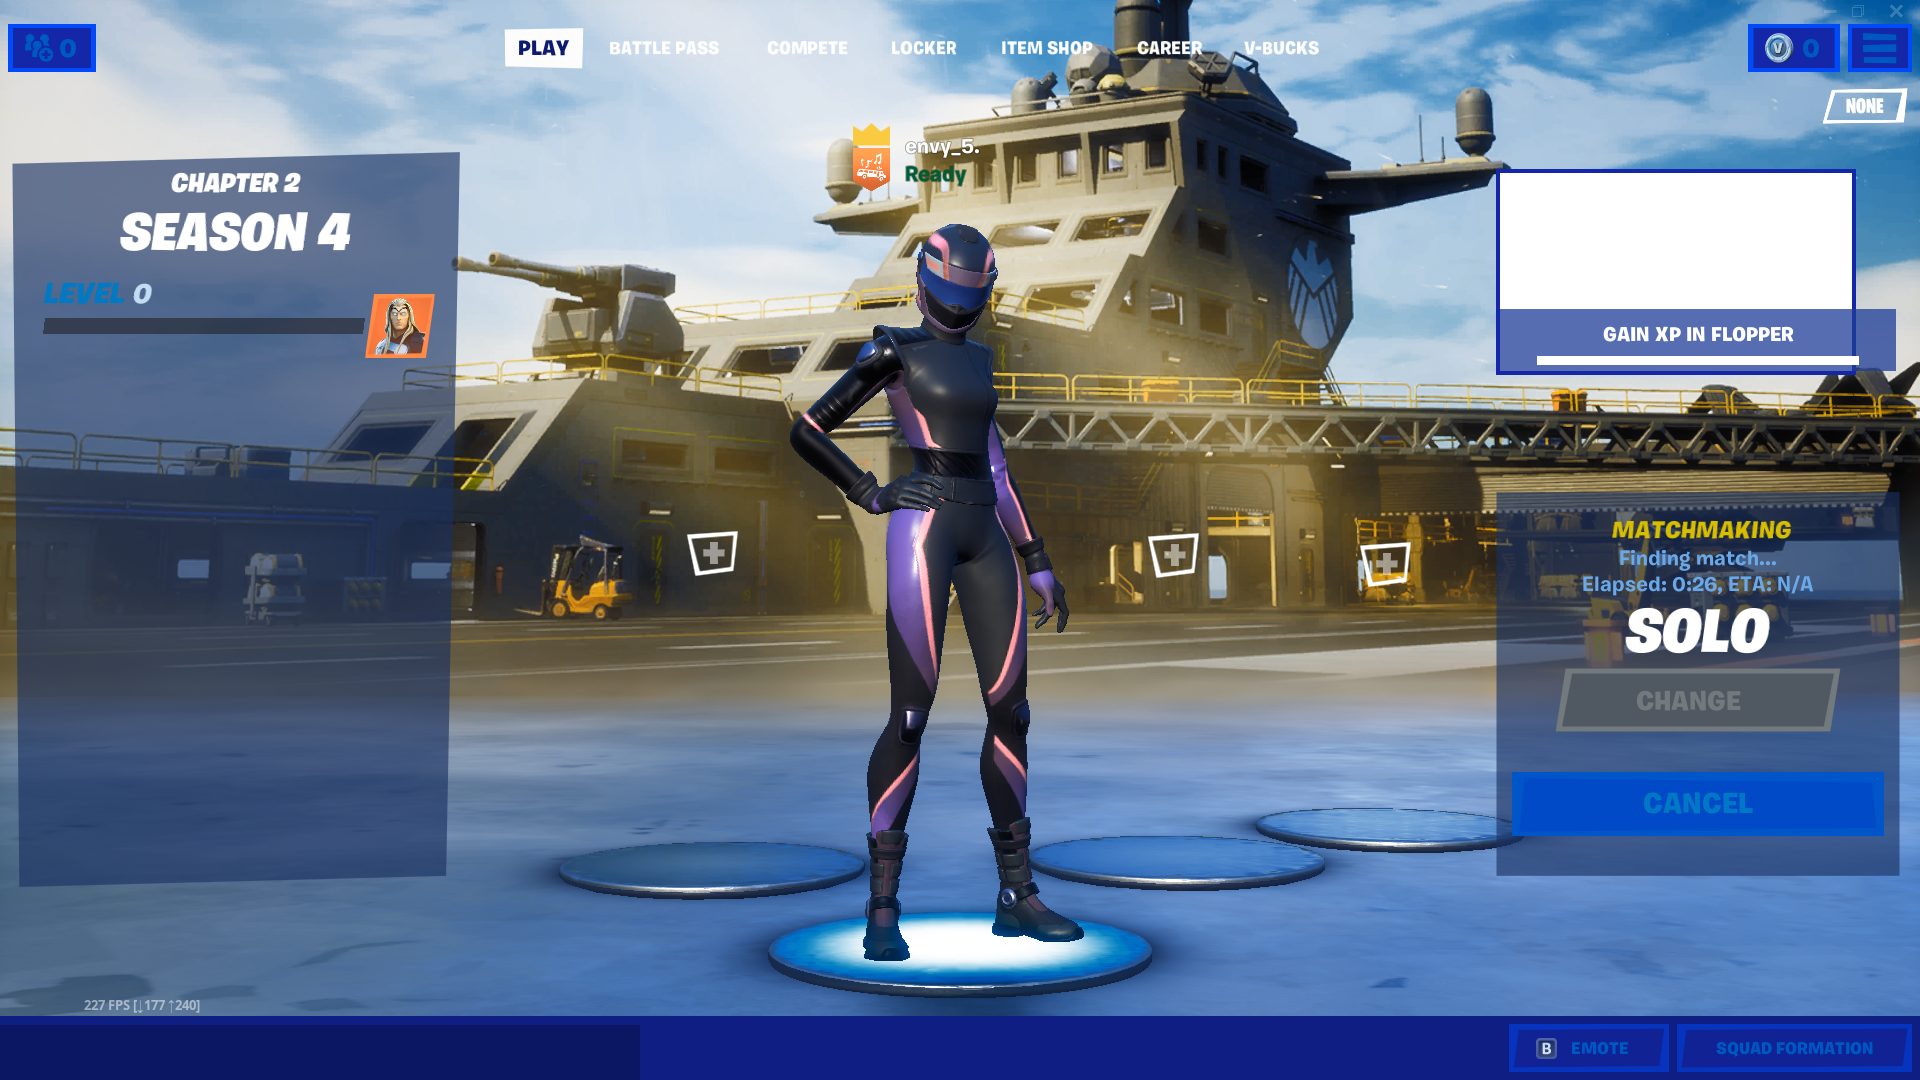 0
PLAY
BATTLE PASS
COMPETE
LOCKER
ITEM SHOP
CAREER
V-BUCKS
V 0
NONE
envy_5.
Ready
CHAPTER 2
SEASON 4
LEVEL 0
GAIN XP IN FLOPPER
MATCHMAKING
Finding match...
Elapsed: 0:26, ETA: N/A
SOLO
CHANGE
CANCEL
227 FPS [↓177 ↑240]
B EMOTE
SQUAD FORMATION